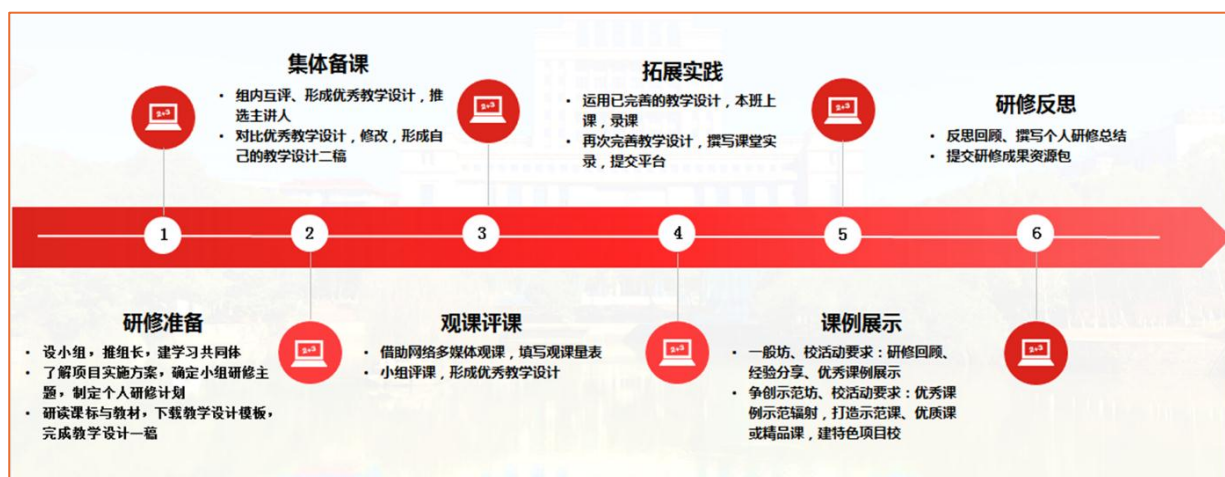 集体备课
• 组内互评、形成优秀教学设计，推
选主讲人
• 对比优秀教学设计，修改，形成自
己的教学设计二稿
拓展实践
• 运用已完善的教学设计，本班上
课，录课
• 再次完善教学设计，撰写课堂实
录，提交平台
研修反思
• 反思回顾、撰写个人研修总结
• 提交研修成果资源包
2+3
2+3
2+3
1
2
3
4
5
6
2+3
2+3
2+3
研修准备
• 设小组，推组长，建学习共同体
• 了解项目实施方案，确定小组研修主
题，制定个人研修计划
• 研读课标与教材，下载教学设计模板，
完成教学设计一稿
观课评课
• 借助网络多媒体观课，填写观课量表
• 小组评课，形成优秀教学设计
课例展示
• 一般坊、校活动要求：研修回顾、
经验分享、优秀课例展示
• 争创示范坊、校活动要求：优秀课
例示范辐射，打造示范课、优质课
或精品课，建特色项目校